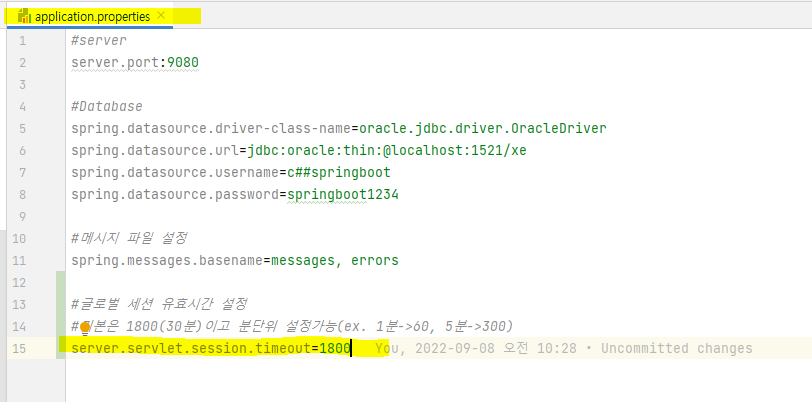 application.properties
1 #server
2 server.port:9080
3
4 #Database
5 spring.datasource.driver-class-name=oracle.jdbc.driver.OracleDriver
6 spring.datasource.url=jdbc:oracle:thin:@localhost:1521/xe
7 spring.datasource.username=c##springboot
8 spring.datasource.password=springboot1234
9
10 #메시지 파일 설정
11 spring.messages.basename=messages, errors
12
13 #글로벌 세션 유효시간 설정
14 #기본은 1800(30분)이고 분단위 설정가능(ex. 1분->60, 5분->300)
15 server.servlet.session.timeout=1800 You, 2022-09-08 오전 10:28 • Uncommitted changes